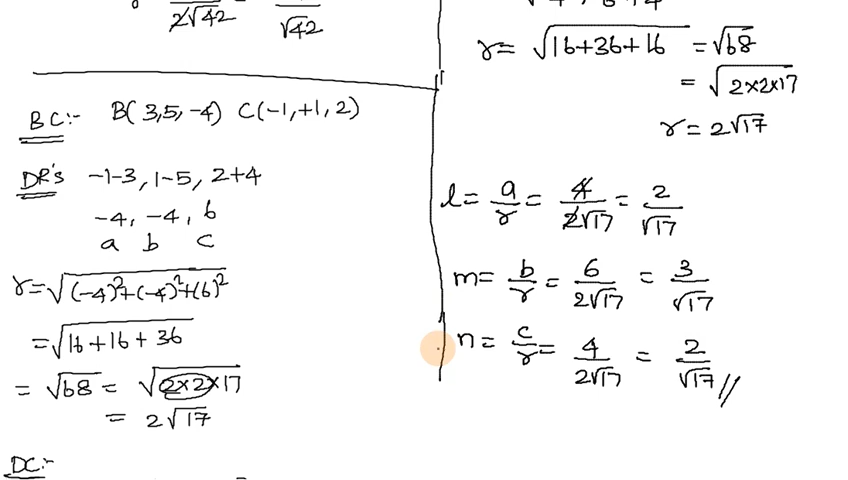 2√42 = √42
BC:- B(3,5,-4) C(-1,+1,2)
DR's -1-3, 1-5, 2+4
-4, -4, 6
a b c
r=√(-4)²+(-4)²+(6)²
=√16+16+36
= √68 = √2×2×17
= 2√17
DC:-
r= √16+36+16 = √68
= √2×2×17
r= 2√17
l= a/r = 4/2√17 = 2/√17
m= b/r = 6/2√17 = 3/√17
n= c/r = 4/2√17 = 2/√17 //